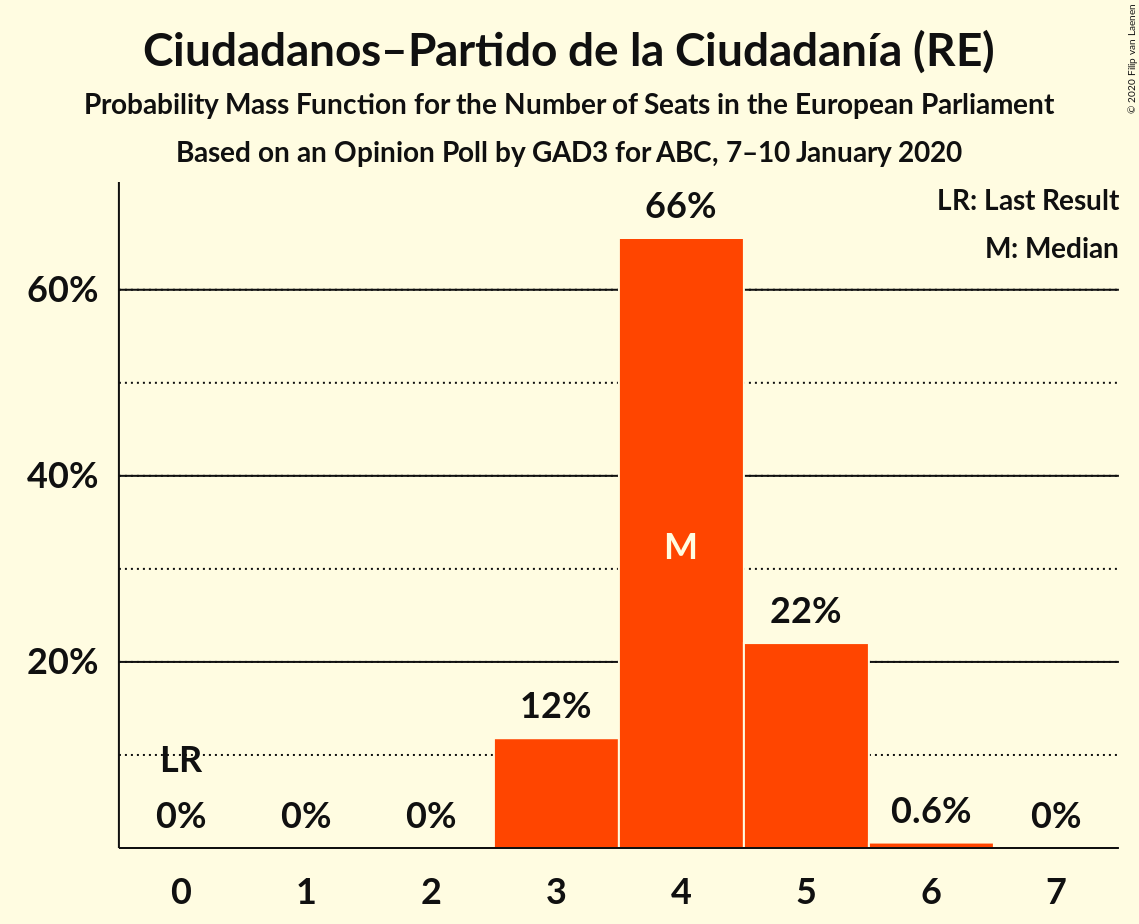 Ciudadanos–Partido de la Ciudadanía (RE)
Probability Mass Function for the Number of Seats in the European Parliament
Based on an Opinion Poll by GAD3 for ABC, 7–10 January 2020
© 2020 Filip van Laenen
LR: Last Result
M: Median
66%
60%
40%
M
22%
20%
12%
LR
0%
0%
0%
0.6%
0%
0 1 2 3 4 5 6 7